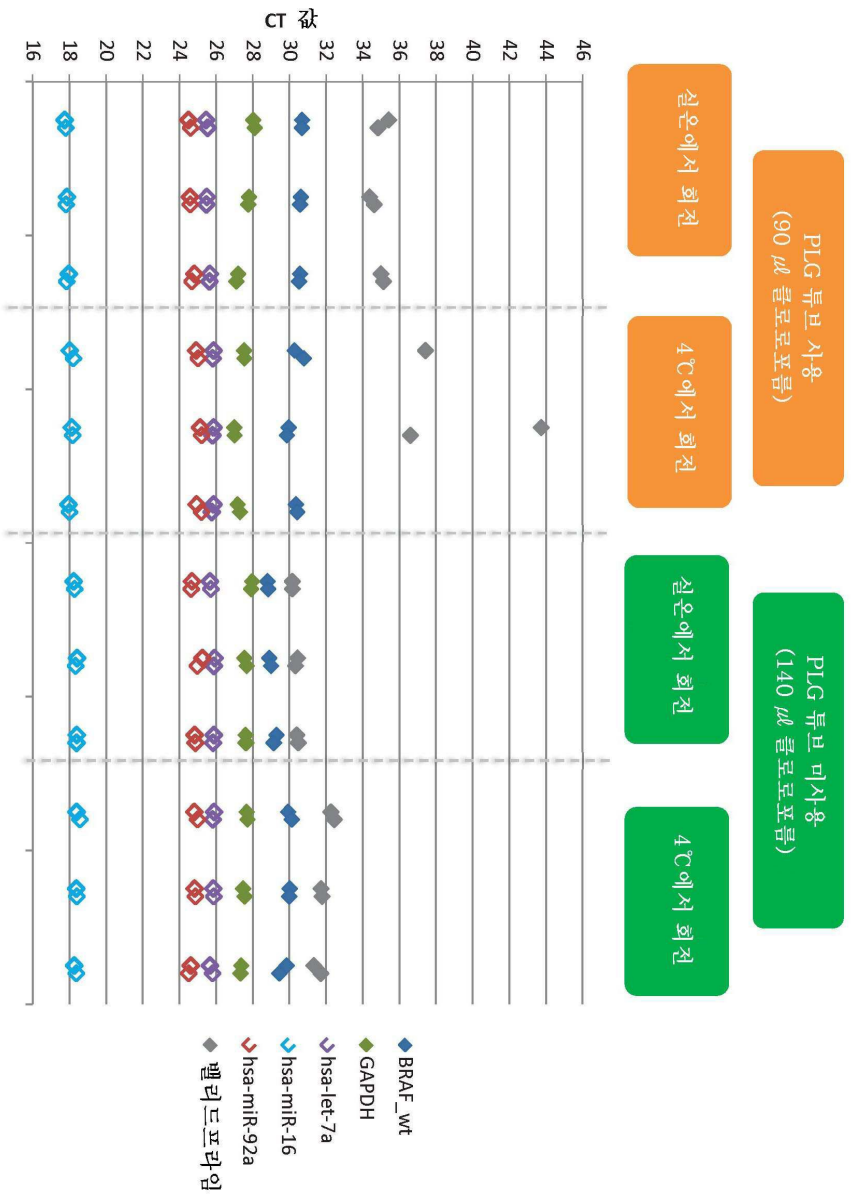 PLG 튜브 사용
(90 ㎕ 클로로포름)
PLG 튜브 미사용
(140 ㎕ 클로로포름)
실온에서 회전
4℃에서 회전
실온에서 회전
4℃에서 회전
CT 값
46
44
42
40
38
36
34
32
30
28
26
24
22
20
18
16
BRAF_wt
GAPDH
hsa-let-7a
hsa-miR-16
hsa-miR-92a
밸리드프라임